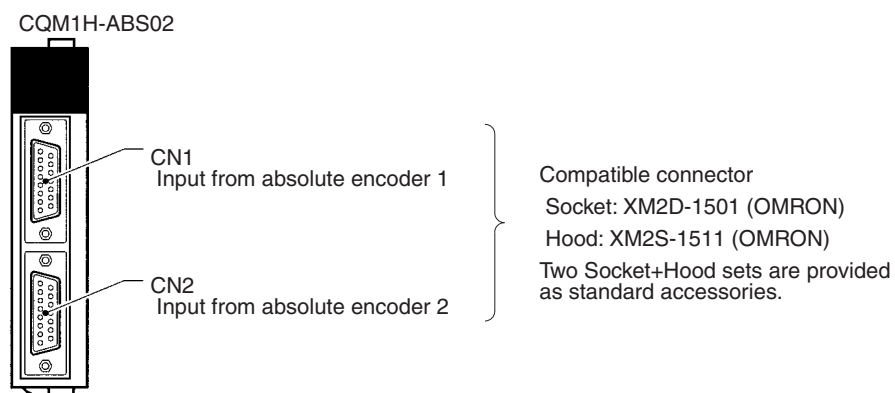 CQM1H-ABS02
CN1
Input from absolute encoder 1
CN2
Input from absolute encoder 2
Compatible connector
Socket: XM2D-1501 (OMRON)
Hood: XM2S-1511 (OMRON)
Two Socket+Hood sets are provided
as standard accessories.